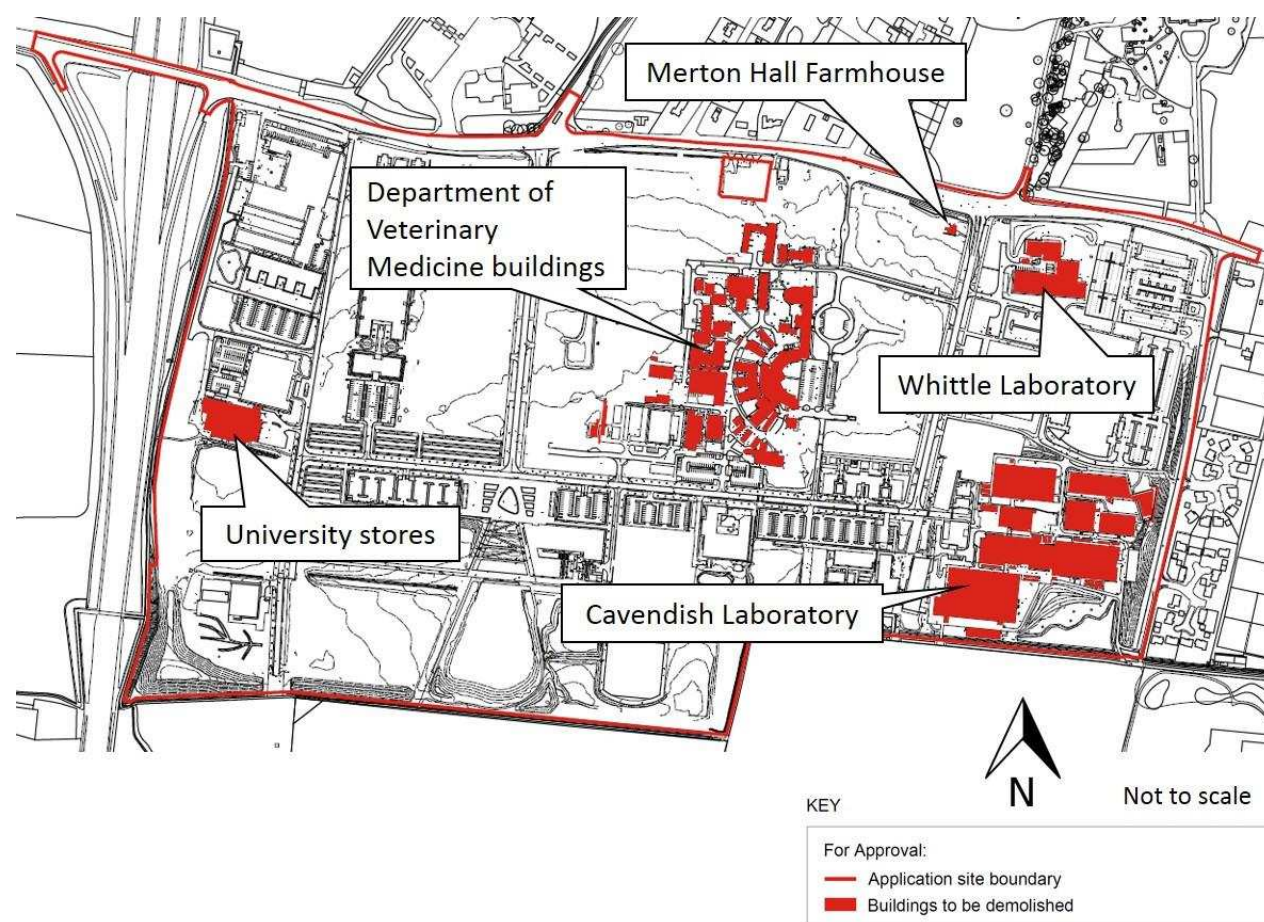 Merton Hall Farmhouse
Department of
Veterinary
Medicine buildings
Whittle Laboratory
University stores
Cavendish Laboratory
N
Not to scale
KEY
For Approval:
Application site boundary
Buildings to be demolished